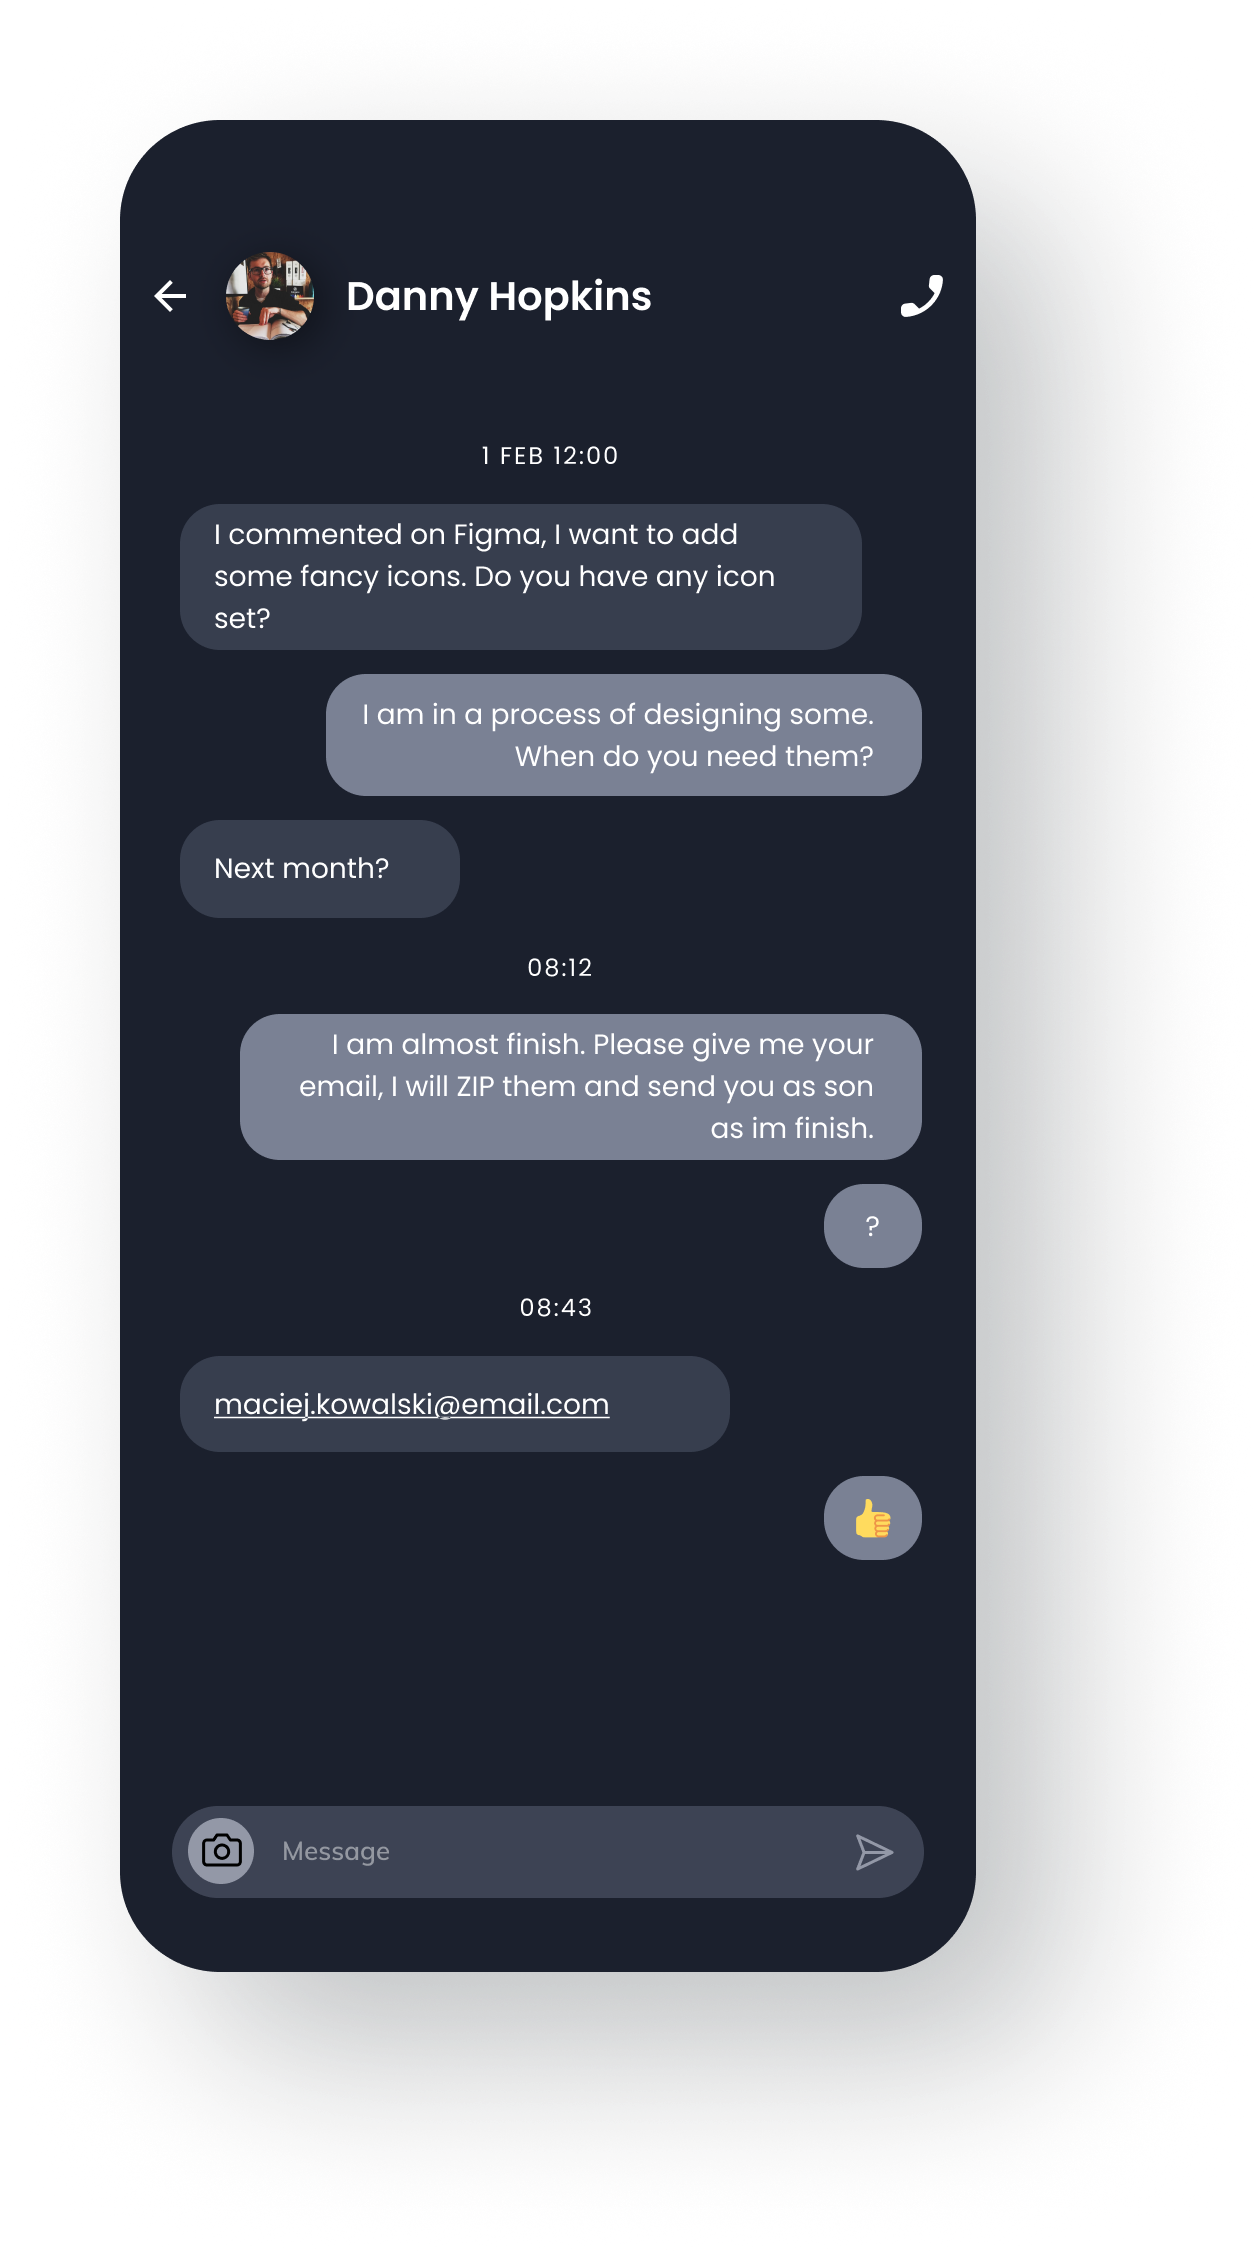 Danny Hopkins
1 FEB 12:00
I commented on Figma, I want to add
some fancy icons. Do you have any icon
set?
I am in a process of designing some.
When do you need them?
Next month?
08:12
I am almost finish. Please give me your
email, I will ZIP them and send you as son
as im finish.
?
08:43
maciej.kowalski@email.com
👍
Message